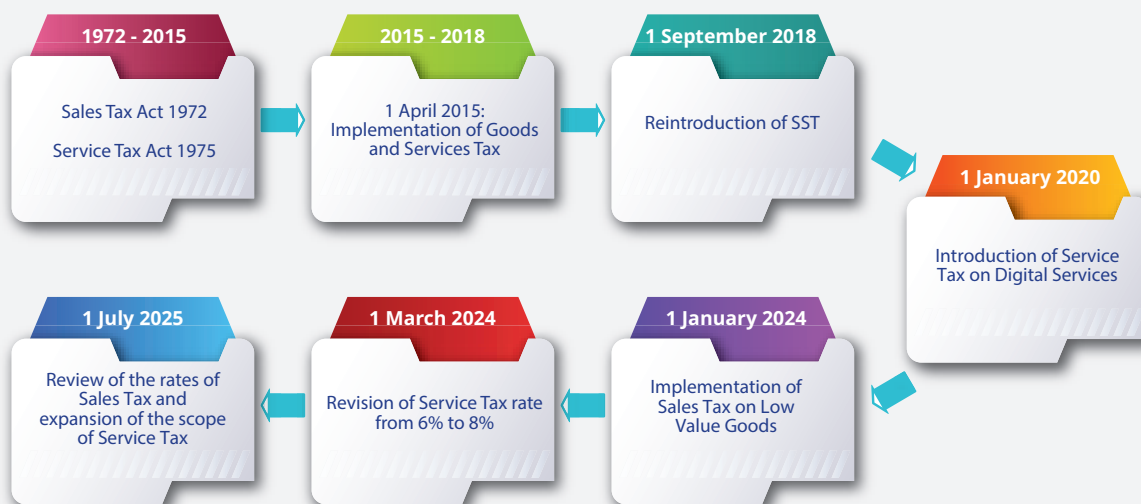 1972 - 2015
Sales Tax Act 1972
Service Tax Act 1975
2015 - 2018
1 April 2015:
Implementation of Goods
and Services Tax
1 September 2018
Reintroduction of SST
1 January 2020
Introduction of Service
Tax on Digital Services
1 January 2024
Implementation of
Sales Tax on Low
Value Goods
1 March 2024
Revision of Service Tax rate
from 6% to 8%
1 July 2025
Review of the rates of
Sales Tax and
expansion of the scope
of Service Tax